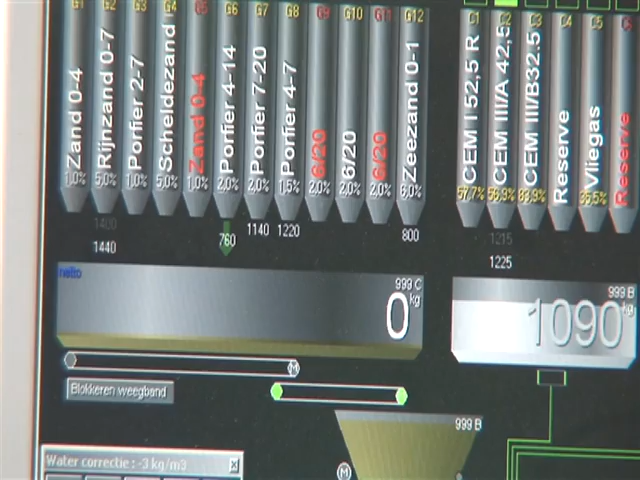 G1 G2 G3 G4 G5 G6 G7 G8 G9 G10 G11 G12 C1 C2 C3 C4 C5
Zand 0-4
Rijnzand 0-7
Porfier 2-7
Scheldezand
Zand 0-4
Porfier 4-14
Porfier 7-20
Porfier 4-7
6/20
6/20
6/20
Zeezand 0-1
CEM I 52,5 R
CEM III/A 42,5
CEM III/B32.5
Reserve
Vliegas
Reserve
1,0% 5,0% 1,0% 5,0% 1,0% 2,0% 2,0% 1,5% 2,0% 2,0% 2,0% 6,0% 57,7% 83,9%
1400 760 1140 1220 800 1215
1440 1225
netto 999 C 999 B
0 kg 1090 kg
M
Blokkeren weegband
999 B
Water correctie : -3 kg/m3 x
M